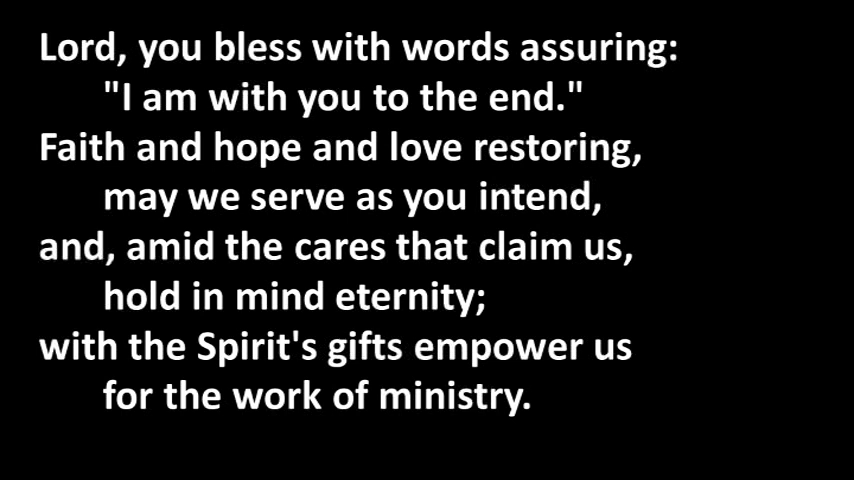 Lord, you bless with words assuring:
"I am with you to the end."
Faith and hope and love restoring,
may we serve as you intend,
and, amid the cares that claim us,
hold in mind eternity;
with the Spirit's gifts empower us
for the work of ministry.